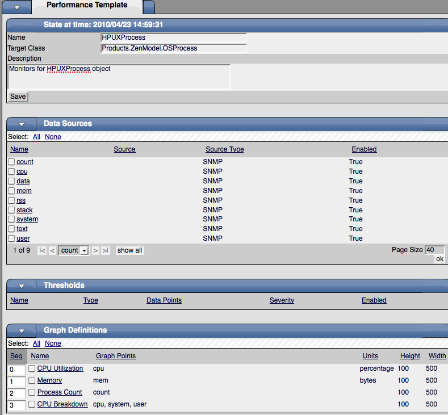 Performance Template
State at time: 2010/04/23 14:59:31
Name HPUXProcess
Target Class Products.ZenModel.OSProcess
Description
Monitors for HPUXProcess object
Save
Data Sources
Select: All None
Name Source Source Type Enabled
count SNMP True
cpu SNMP True
data SNMP True
mem SNMP True
rss SNMP True
stack SNMP True
system SNMP True
text SNMP True
user SNMP True
1 of 9 |< < count > >| show all Page Size 40
ok
Thresholds
Name Type Data Points Severity Enabled
Graph Definitions
Select: All None
Seq Name Graph Points Units Height Width
0 CPU Utilization cpu percentage 100 500
1 Memory mem bytes 100 500
2 Process Count count 100 500
3 CPU Breakdown cpu, system, user 100 500